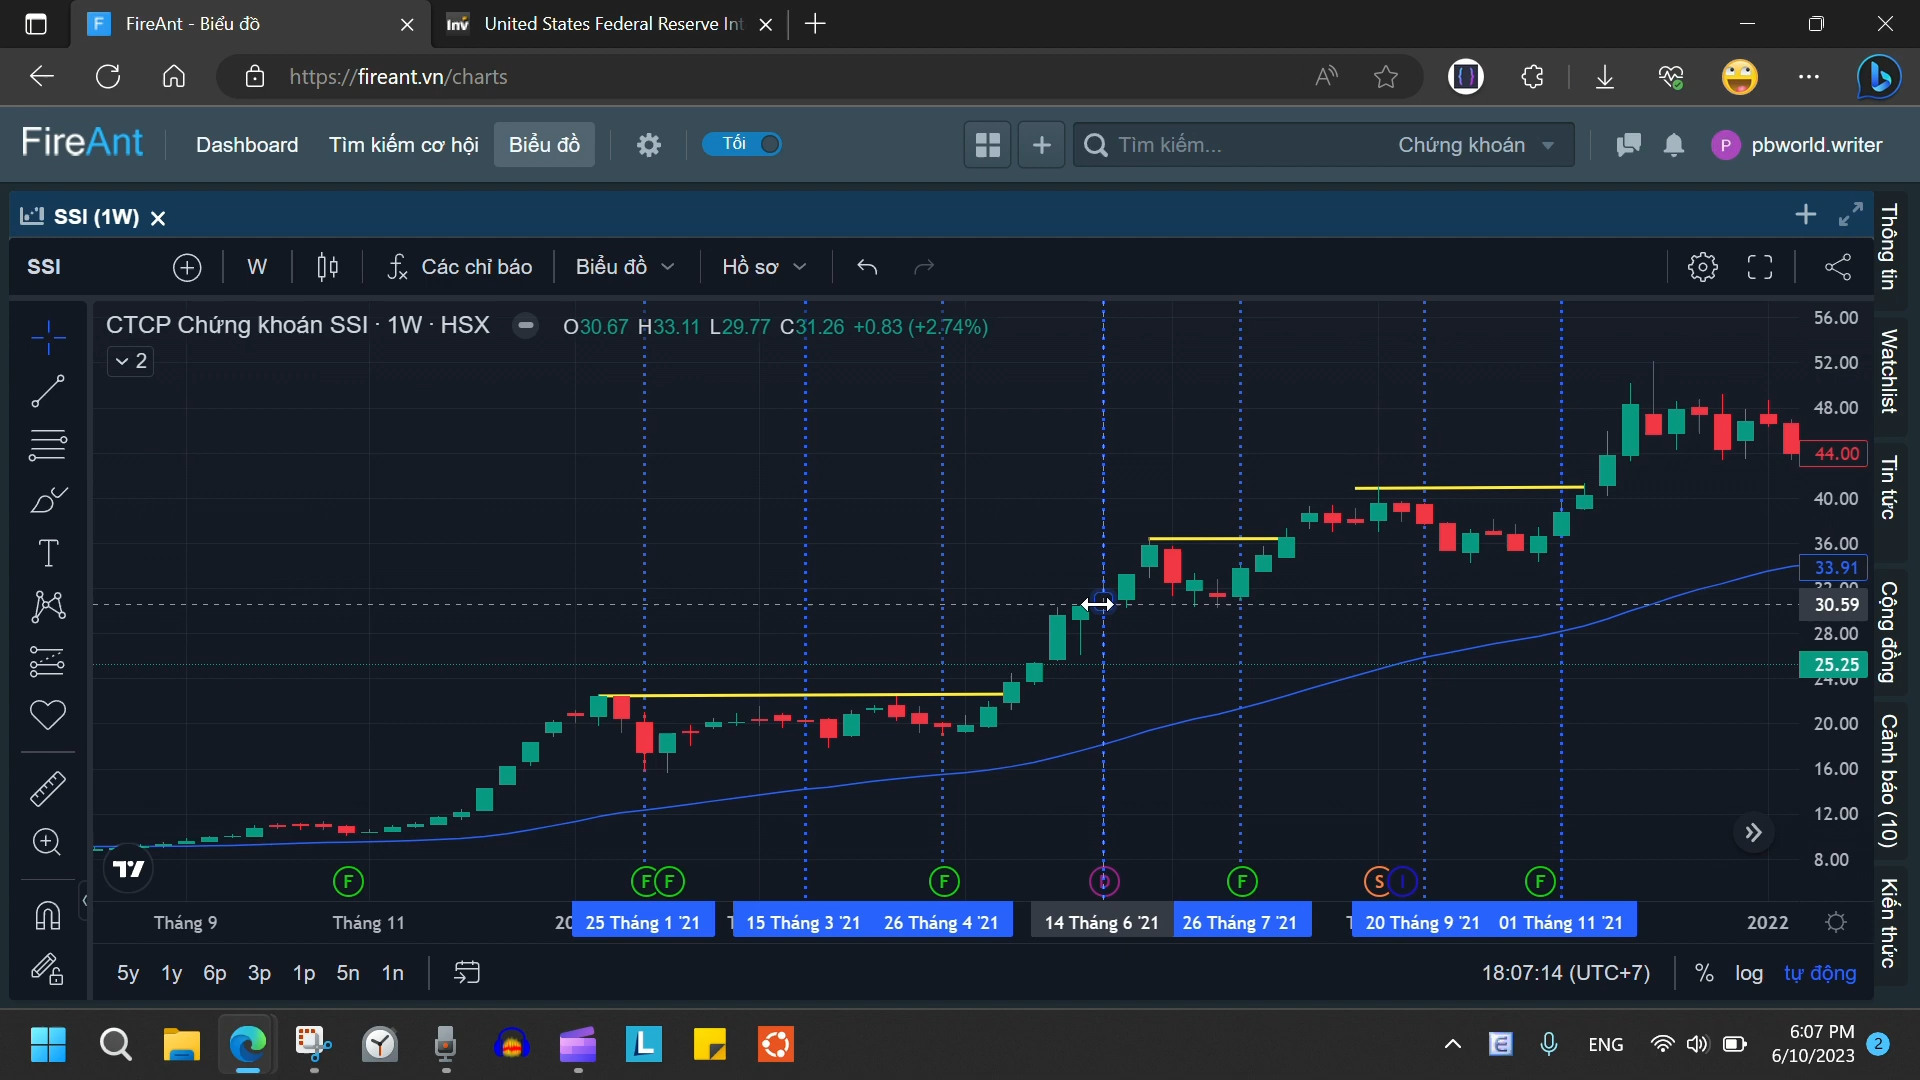 FireAnt - Biểu đồ
United States Federal Reserve Int
https://fireant.vn/charts
FireAnt
Dashboard
Tìm kiếm cơ hội
Biểu đồ
Tối
Tìm kiếm...
Chứng khoán
P
pbworld.writer
SSI (1W)
Thông tin
SSI
W
Các chỉ báo
Biểu đồ
Hồ sơ
CTCP Chứng khoán SSI · 1W · HSX
O30.67 H33.11 L29.77 C31.26 +0.83 (+2.74%)
2
56.00
52.00
48.00
44.00
40.00
36.00
33.91
30.59
28.00
25.25
24.00
20.00
16.00
12.00
8.00
Watchlist
Tin tức
Cộng đồng
Cảnh báo (10)
Kiến thức
F
F
F
F
D
F
S
I
F
Tháng 9
Tháng 11
25 Tháng 1 '21
15 Tháng 3 '21
26 Tháng 4 '21
14 Tháng 6 '21
26 Tháng 7 '21
20 Tháng 9 '21
01 Tháng 11 '21
2022
5y 1y 6p 3p 1p 5n 1n
18:07:14 (UTC+7)
% log tự động
ENG
6:07 PM
6/10/2023
2